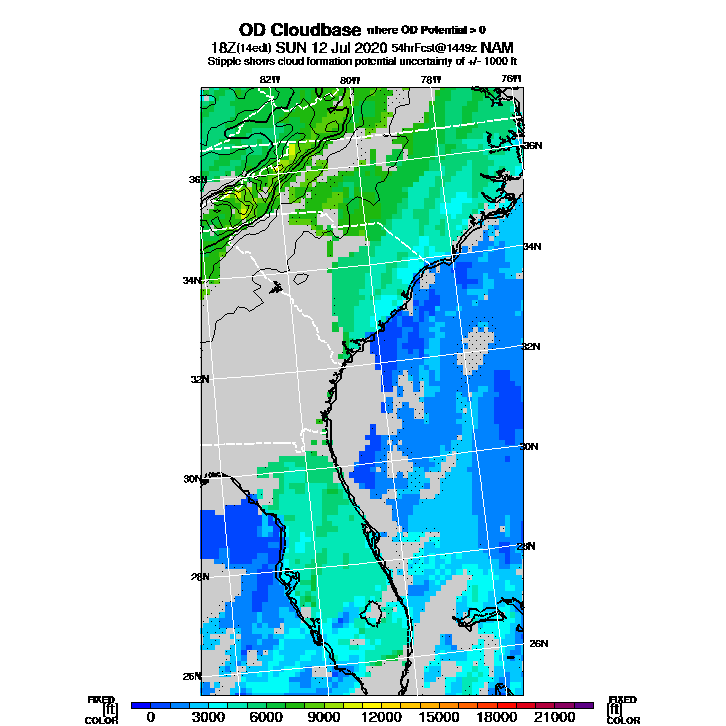 OD Cloudbase where OD Potential > 0
18Z(14edt) SUN 12 Jul 2020 54hrFcst@1449z NAM
Stipple shows cloud formation potential uncertainty of +/- 1000 ft
82W 80W 78W 76W
36N
36N
34N
34N
32N
32N
30N
30N
28N
28N
26N
26N
FIXED FIXED
[ft] [ft]
COLOR 0 3000 6000 9000 12000 15000 18000 21000 COLOR